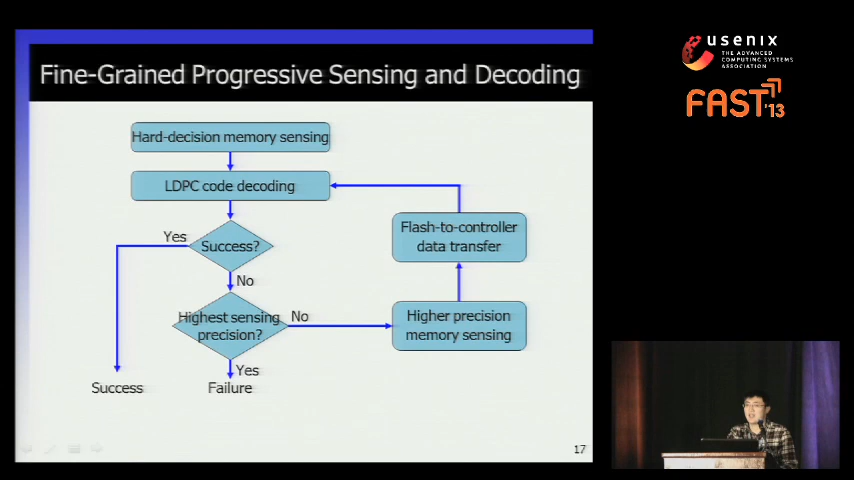 Fine-Grained Progressive Sensing and Decoding
Hard-decision memory sensing
LDPC code decoding
Yes
Success?
No
Highest sensing
precision?
No
Yes
Success
Failure
Flash-to-controller
data transfer
Higher precision
memory sensing
17
usenix
THE ADVANCED
COMPUTING SYSTEMS
ASSOCIATION
FAST '13